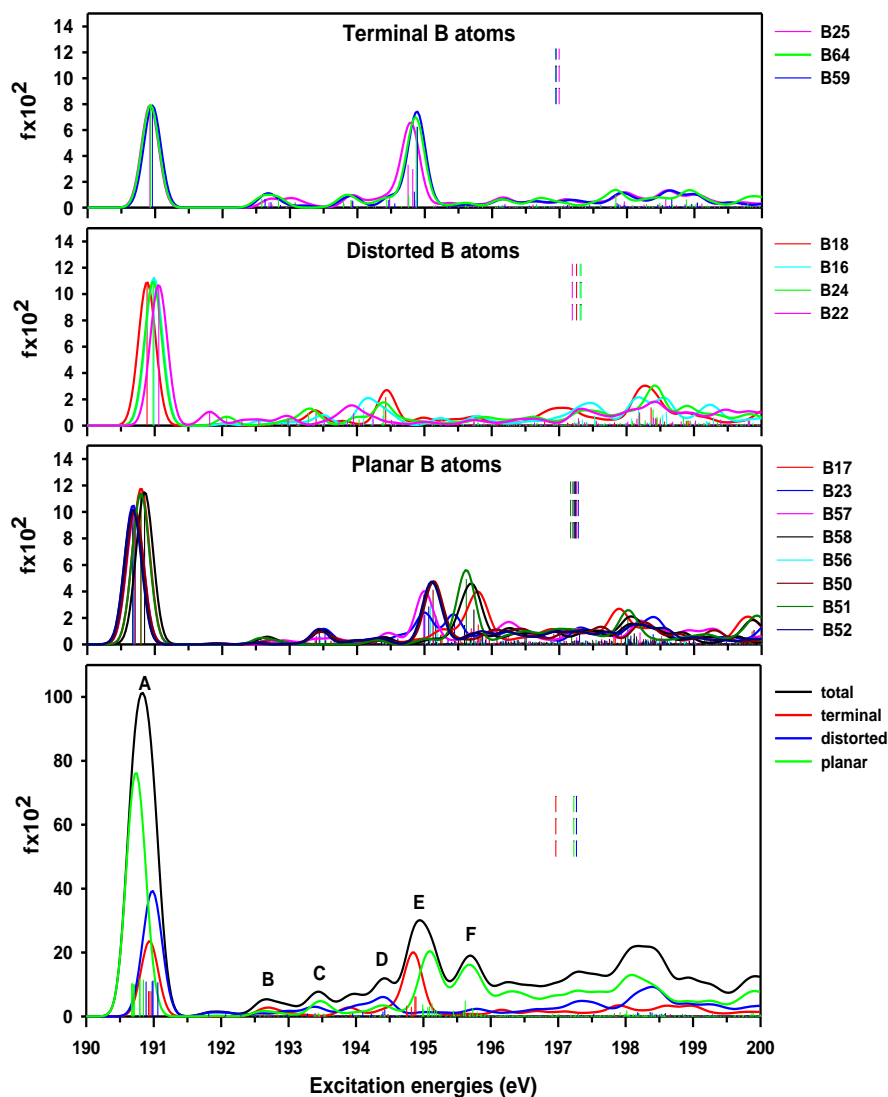 Terminal B atoms
fx10²
14
12
10
8
6
4
2
0
B25
B64
B59
Distorted B atoms
fx10²
14
12
10
8
6
4
2
0
B18
B16
B24
B22
Planar B atoms
fx10²
14
12
10
8
6
4
2
0
B17
B23
B57
B58
B56
B50
B51
B52
fx10²
100
80
60
40
20
0
A
B
C
D
E
F
total
terminal
distorted
planar
190 191 192 193 194 195 196 197 198 199 200
Excitation energies (eV)